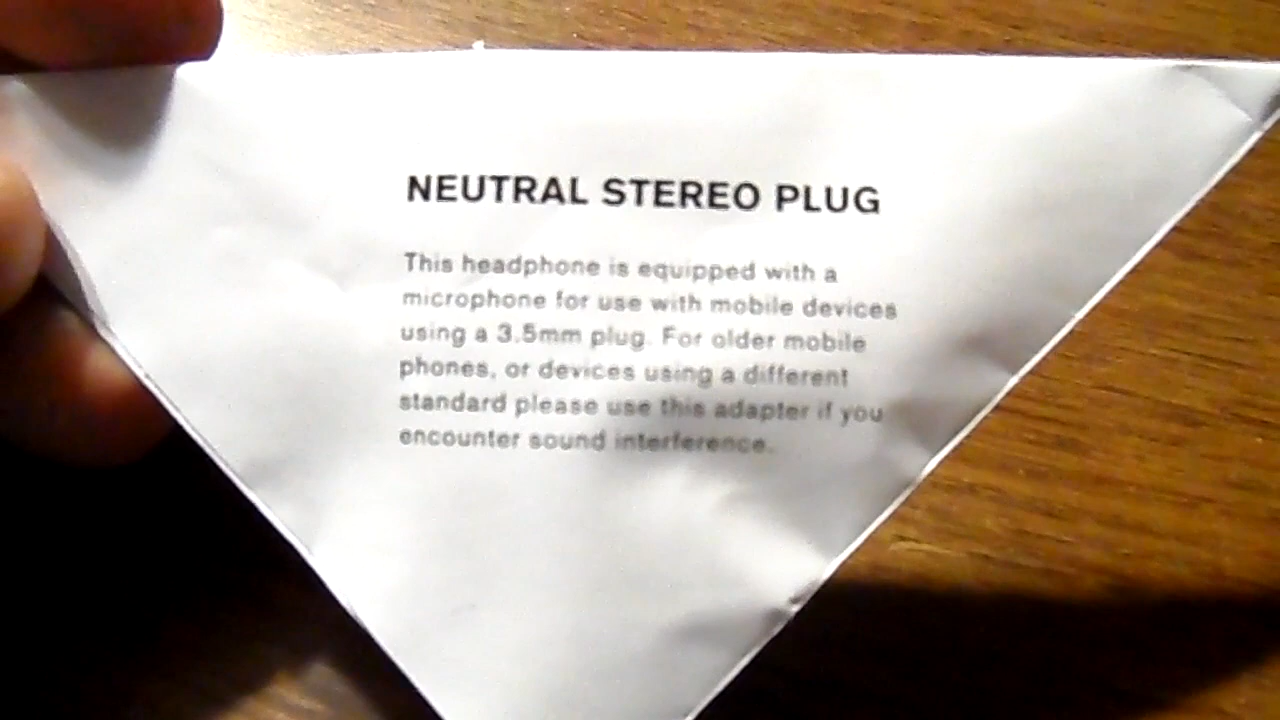 NEUTRAL STEREO PLUG
This headphone is equipped with a
microphone for use with mobile devices
using a 3.5mm plug. For older mobile
phones, or devices using a different
standard please use this adapter if you
encounter sound interference.